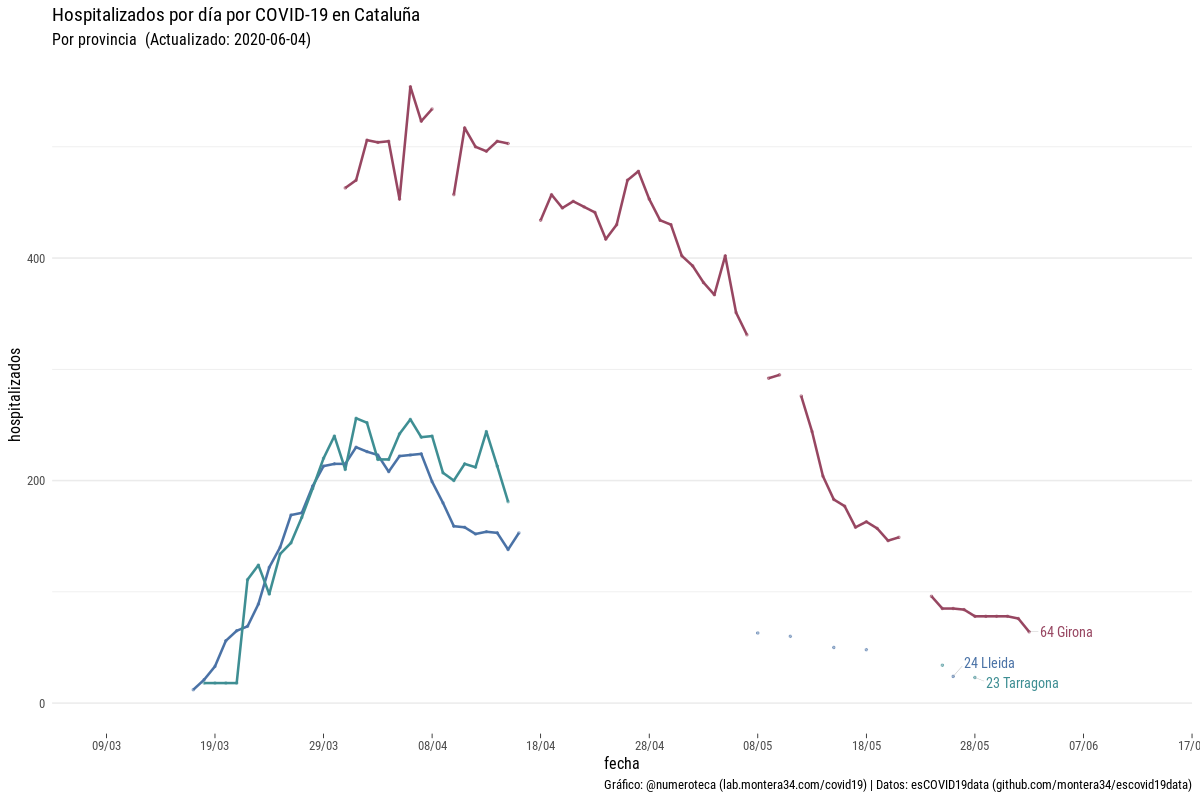 Hospitalizados por día por COVID-19 en Cataluña
Por provincia (Actualizado: 2020-06-04)
hospitalizados
400
200
0
64 Girona
24 Lleida
23 Tarragona
09/03
19/03
29/03
08/04
18/04
28/04
08/05
18/05
28/05
07/06
17/0
fecha
Gráfico: @numeroteca (lab.montera34.com/covid19) | Datos: esCOVID19data (github.com/montera34/escovid19data)